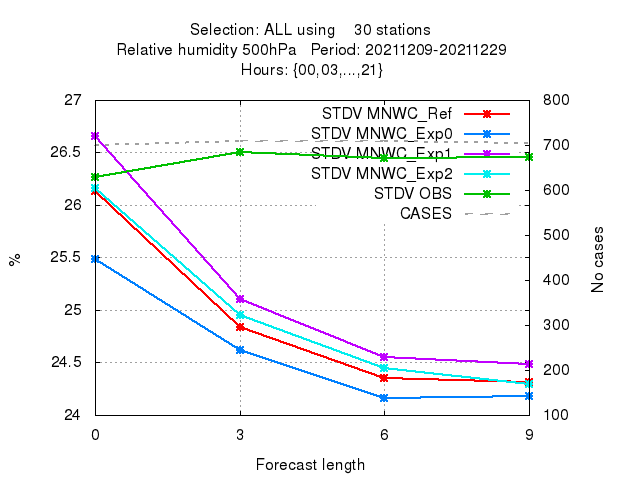 Selection: ALL using 30 stations
Relative humidity 500hPa Period: 20211209-20211229
Hours: {00,03,...,21}
27
26.5
26
25.5
25
24.5
24
%
800
700
600
500
400
300
200
100
No cases
STDV MNWC_Ref
STDV MNWC_Exp0
STDV MNWC_Exp1
STDV MNWC_Exp2
STDV OBS
CASES
0 3 6 9
Forecast length